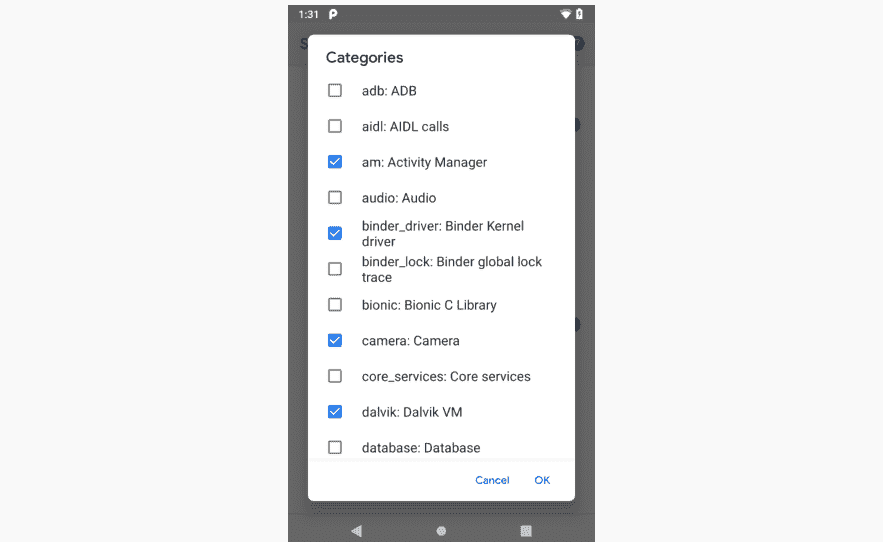 1:31
Categories
adb: ADB
aidl: AIDL calls
am: Activity Manager
audio: Audio
binder_driver: Binder Kernel
driver
binder_lock: Binder global lock
trace
bionic: Bionic C Library
camera: Camera
core_services: Core services
dalvik: Dalvik VM
database: Database
Cancel OK